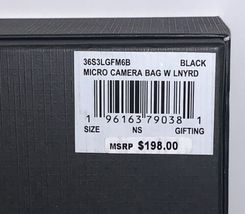 36S3LGFM6B BLACK
MICRO CAMERA BAG W LNYRD
1 96163 79038 1
SIZE NS GIFTING
MSRP $198.00